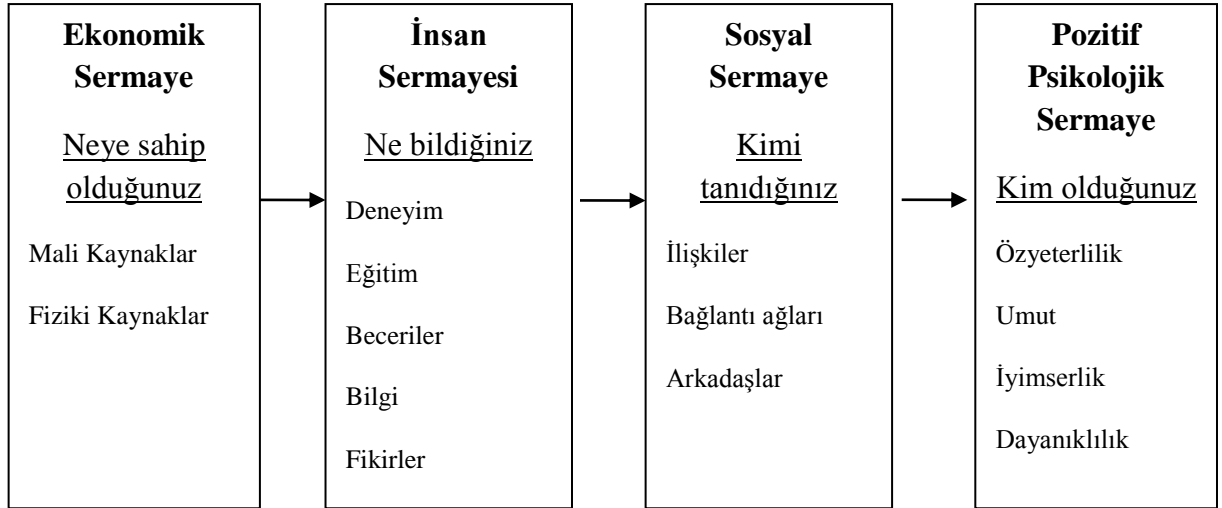 Ekonomik
Sermaye
Neye sahip
olduğunuz
Mali Kaynaklar
Fiziki Kaynaklar
İnsan
Sermayesi
Ne bildiğiniz
Deneyim
Eğitim
Beceriler
Bilgi
Fikirler
Sosyal
Sermaye
Kimi
tanıdığınız
İlişkiler
Bağlantı ağları
Arkadaşlar
Pozitif
Psikolojik
Sermaye
Kim olduğunuz
Özyeterlilik
Umut
İyimserlik
Dayanıklılık